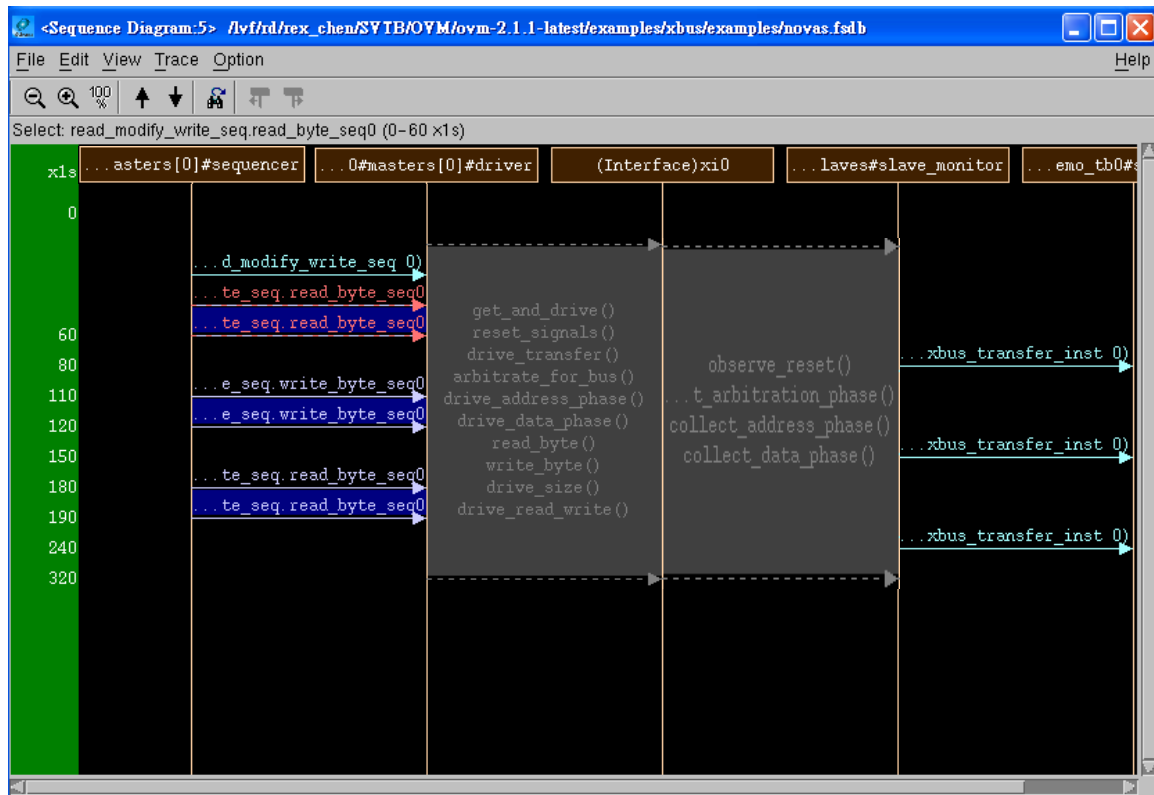 <Sequence Diagram:5> /lvf/rd/rex_chen/SVTB/OVM/ovm-2.1.1-latest/examples/xbus/examples/novas.fsdb
File Edit View Trace Option Help
100 %
Select: read_modify_write_seq.read_byte_seq0 (0-60 x1s)
x1s ...asters[0]#sequencer ...0#masters[0]#driver (Interface)xi0 ...laves#slave_monitor ...emo_tb0#s
0
...d_modify_write_seq 0)
...te_seq.read_byte_seq0
60 ...te_seq.read_byte_seq0
80 ...xbus_transfer_inst 0)
110 ...e_seq.write_byte_seq0
120 ...e_seq.write_byte_seq0
150 ...xbus_transfer_inst 0)
180 ...te_seq.read_byte_seq0
190 ...te_seq.read_byte_seq0
240 ...xbus_transfer_inst 0)
320
get_and_drive()
reset_signals()
drive_transfer()
arbitrate_for_bus()
drive_address_phase()
drive_data_phase()
read_byte()
write_byte()
drive_size()
drive_read_write()
observe_reset()
...t_arbitration_phase()
collect_address_phase()
collect_data_phase()